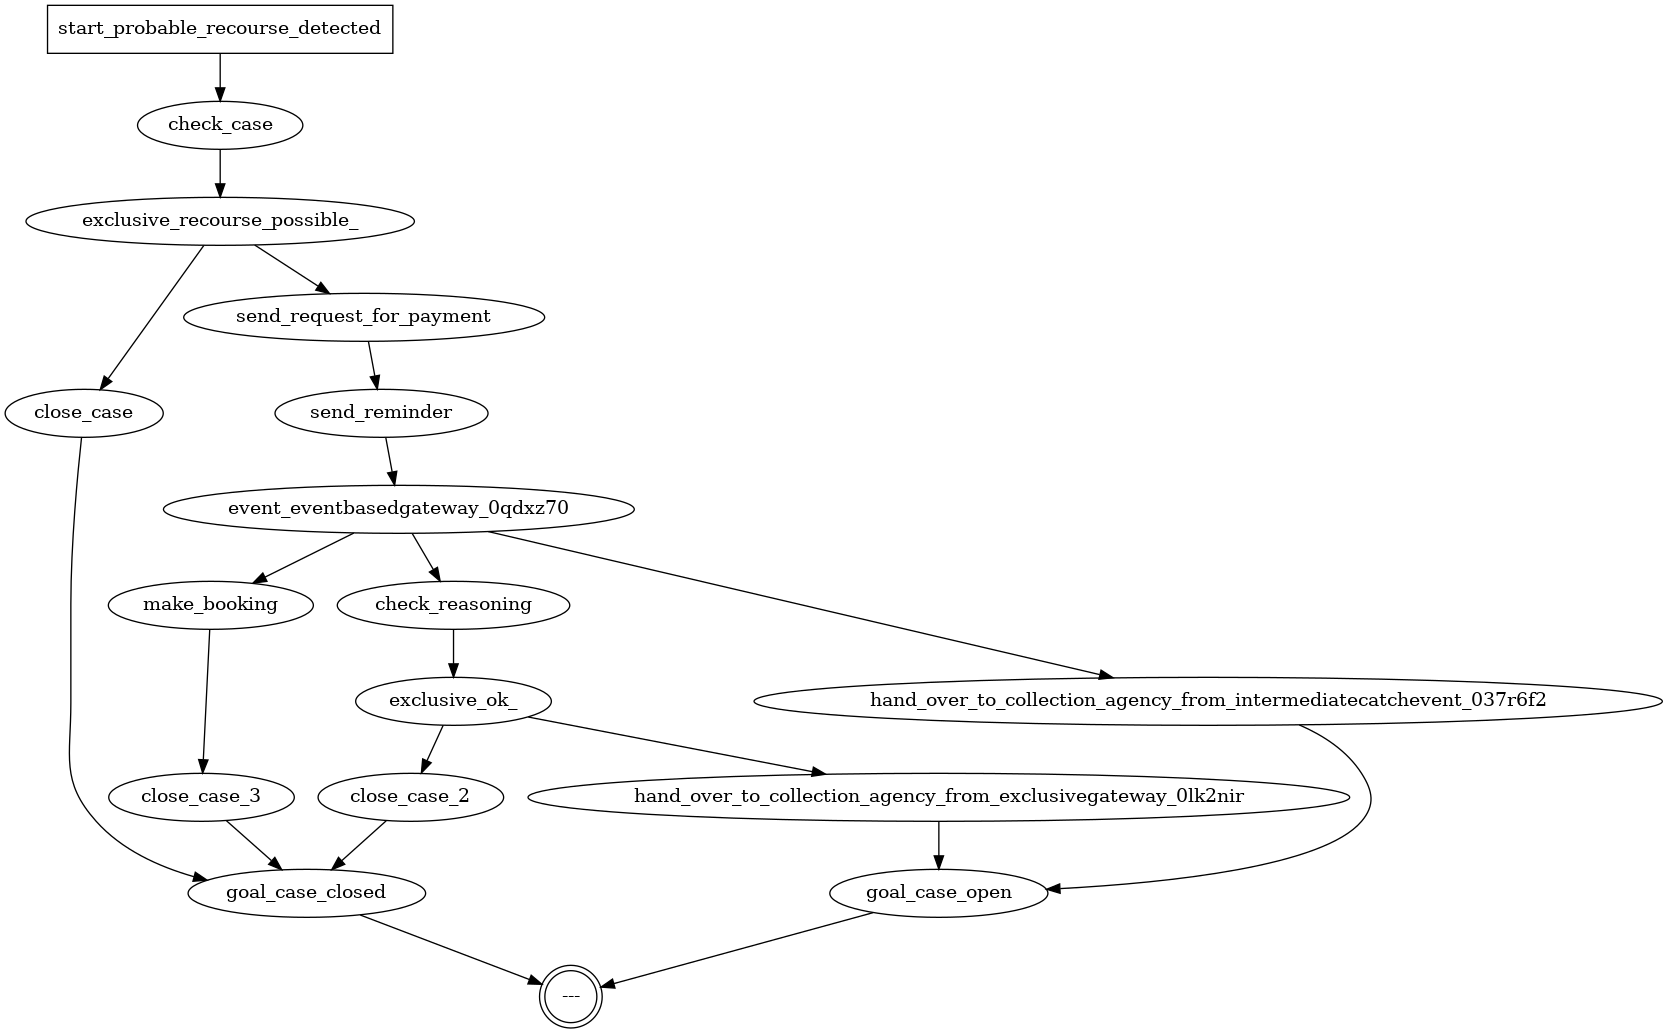 start_probable_recourse_detected
check_case
exclusive_recourse_possible_
send_request_for_payment
close_case
send_reminder
event_eventbasedgateway_0qdxz70
make_booking
check_reasoning
exclusive_ok_
hand_over_to_collection_agency_from_intermediatecatchevent_037r6f2
close_case_3
close_case_2
hand_over_to_collection_agency_from_exclusivegateway_0lk2nir
goal_case_closed
goal_case_open
---